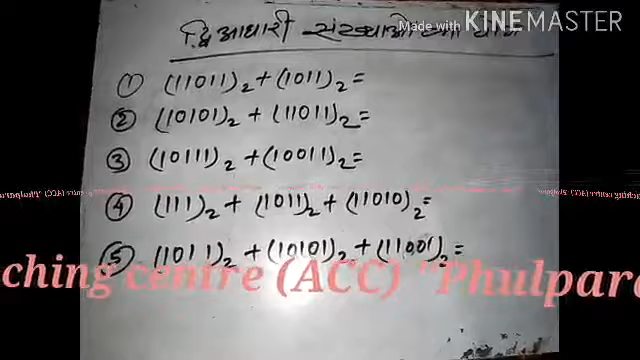 Made with KINEMASTER
द्विआधारी संख्याओं का योग
① (11011)₂ + (1011)₂ =
② (10101)₂ + (11011)₂ =
③ (10111)₂ + (10011)₂ =
④ (111)₂ + (1011)₂ + (11010)₂ =
⑤ (1011)₂ + (10101)₂ + (11001)₂ =
ching centre (ACC) "Phulpara